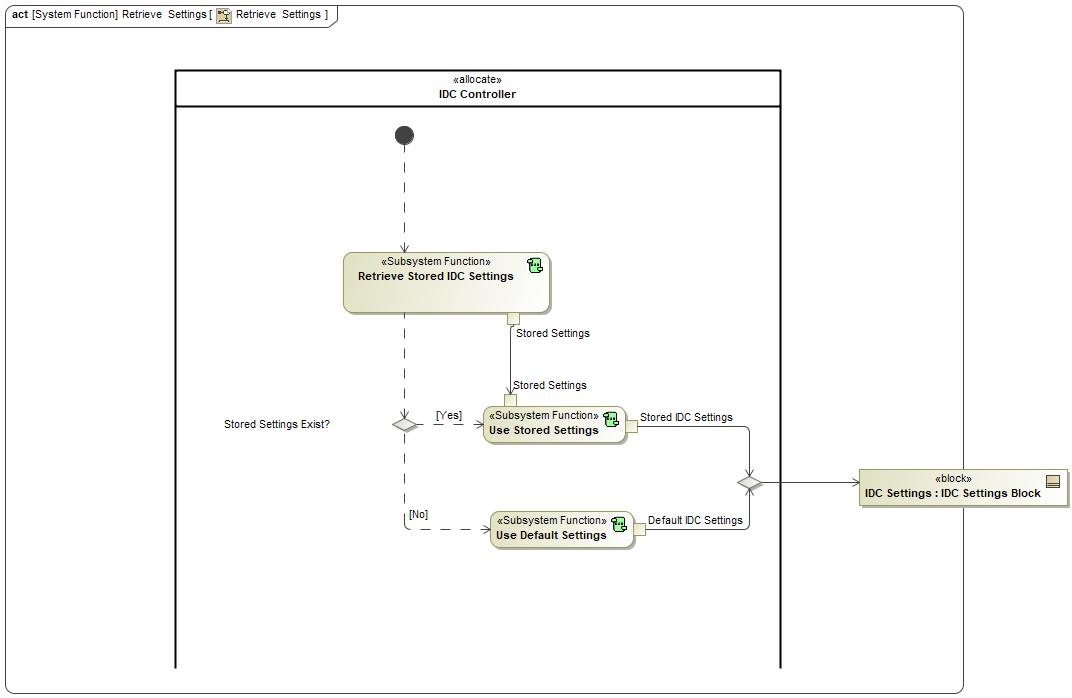 act [System Function] Retrieve Settings [ Retrieve Settings ]
«allocate»
IDC Controller
«Subsystem Function»
Retrieve Stored IDC Settings
Stored Settings
Stored Settings
Stored Settings Exist?
[Yes]
«Subsystem Function»
Use Stored Settings
Stored IDC Settings
«block»
IDC Settings : IDC Settings Block
[No]
«Subsystem Function»
Use Default Settings
Default IDC Settings